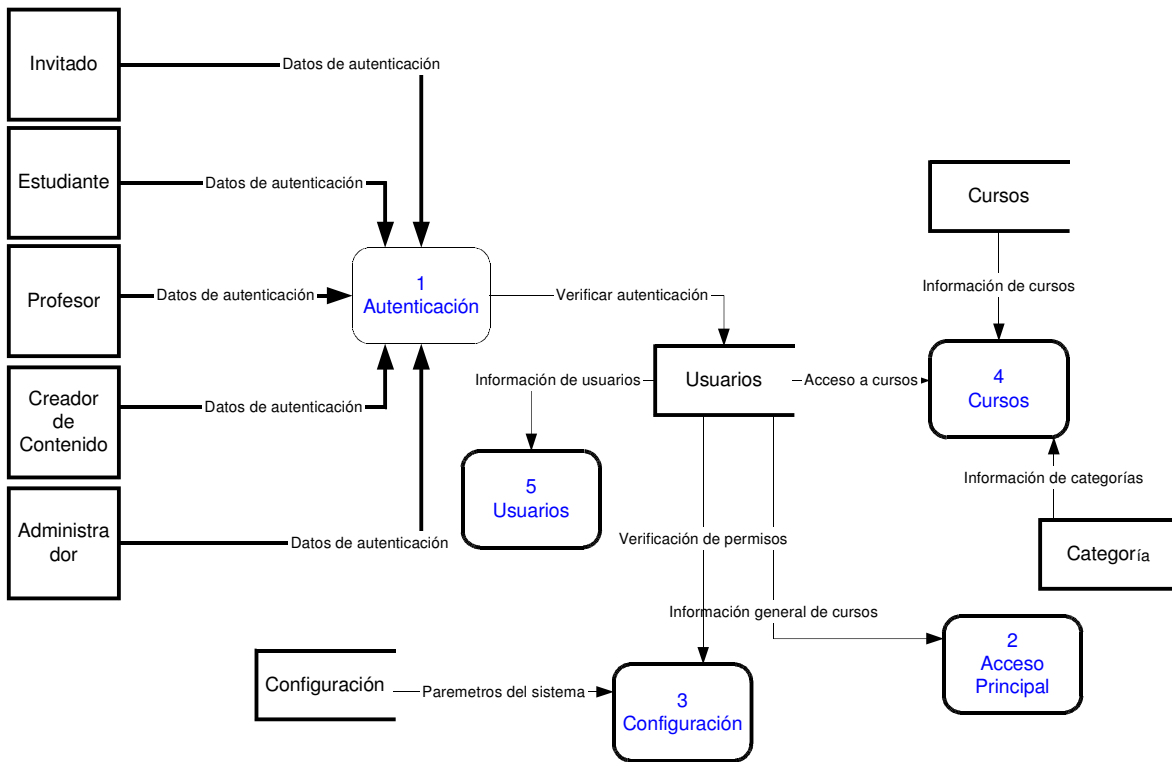 Invitado
Datos de autenticación
Estudiante
Datos de autenticación
Cursos
Profesor
Datos de autenticación
1
Autenticación
Verificar autenticación
Información de cursos
Creador
de
Contenido
Datos de autenticación
Información de usuarios
Usuarios
Acceso a cursos
4
Cursos
5
Usuarios
Información de categorías
Administra
dor
Datos de autenticación
Verificación de permisos
Categoría
Información general de cursos
2
Acceso
Principal
Configuración
Paremetros del sistema
3
Configuración